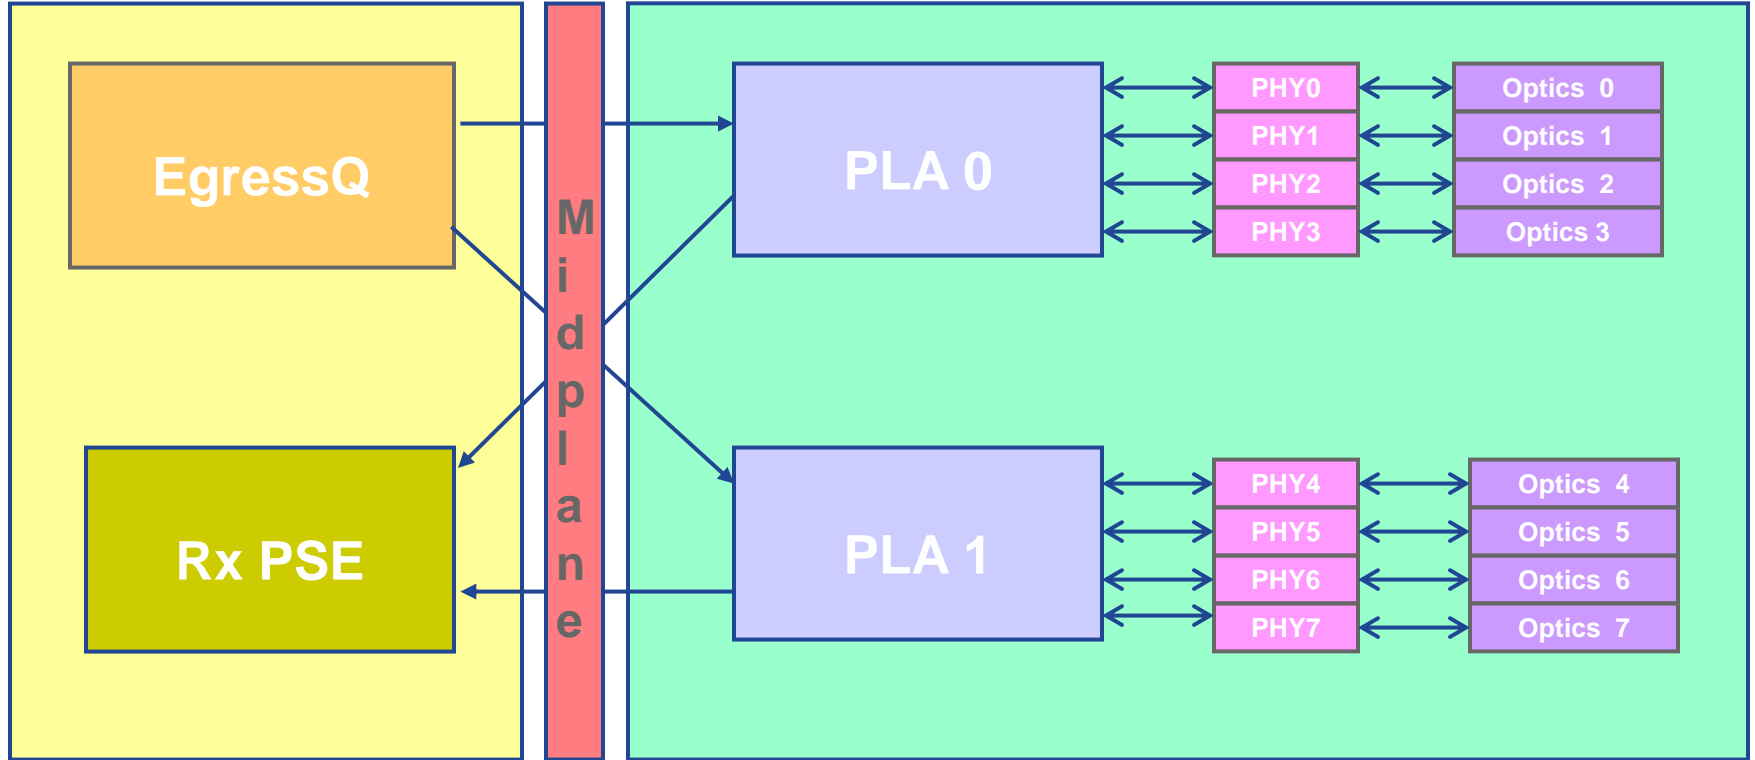 EgressQ
Rx PSE
Midplane
PLA 0
PHY0
Optics 0
PHY1
Optics 1
PHY2
Optics 2
PHY3
Optics 3
PLA 1
PHY4
Optics 4
PHY5
Optics 5
PHY6
Optics 6
PHY7
Optics 7